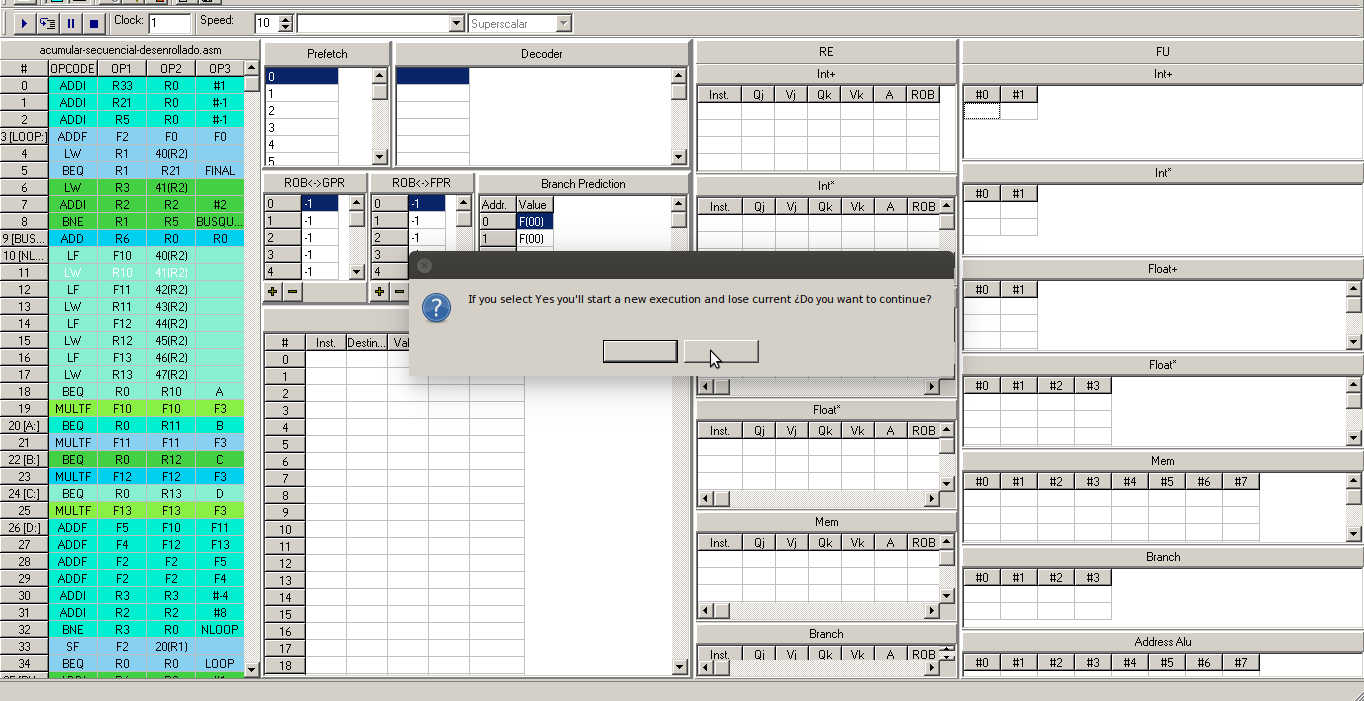 Clock: 1 Speed: 10 Superscalar
acumular-secuencial-desenrollado.asm
# OPCODE OP1 OP2 OP3
0 ADDI R33 R0 #1
1 ADDI R21 R0 #-1
2 ADDI R5 R0 #-1
3 [LOOP:] ADDF F2 F0 F0
4 LW R1 40(R2)
5 BEQ R1 R21 FINAL
6 LW R3 41(R2)
7 ADDI R2 R2 #2
8 BNE R1 R5 BUSQU...
9 [BUS... ADD R6 R0 R0
10 [NL... LF F10 40(R2)
11 LW R10 41(R2)
12 LF F11 42(R2)
13 LW R11 43(R2)
14 LF F12 44(R2)
15 LW R12 45(R2)
16 LF F13 46(R2)
17 LW R13 47(R2)
18 BEQ R0 R10 A
19 MULTF F10 F10 F3
20 [A:] BEQ R0 R11 B
21 MULTF F11 F11 F3
22 [B:] BEQ R0 R12 C
23 MULTF F12 F12 F3
24 [C:] BEQ R0 R13 D
25 MULTF F13 F13 F3
26 [D:] ADDF F5 F10 F11
27 ADDF F4 F12 F13
28 ADDF F2 F2 F5
29 ADDF F2 F2 F4
30 ADDI R3 R3 #-4
31 ADDI R2 R2 #8
32 BNE R3 R0 NLOOP
33 SF F2 20(R1)
34 BEQ R0 R0 LOOP
Prefetch
0
1
2
3
4
5
Decoder
ROB<->GPR
0 -1
1 -1
2 -1
3 -1
4 -1
+ −
ROB<->FPR
0 -1
1 -1
2 -1
3 -1
4 -1
+ −
Branch Prediction
Addr. Value
0 F(00)
1 F(00)
If you select Yes you'll start a new execution and lose current ¿Do you want to continue?
# Inst. Destin... Val
0
1
2
3
4
5
6
7
8
9
10
11
12
13
14
15
16
17
18
RE
Int+
Inst. Qj Vj Qk Vk A ROB
Int*
Inst. Qj Vj Qk Vk A ROB
Float*
Inst. Qj Vj Qk Vk A ROB
Mem
Inst. Qj Vj Qk Vk A ROB
Branch
Inst. Qj Vj Qk Vk A ROB
FU
Int+
#0 #1
Int*
#0 #1
Float+
#0 #1
Float*
#0 #1 #2 #3
Mem
#0 #1 #2 #3 #4 #5 #6 #7
Branch
#0 #1 #2 #3
Address Alu
#0 #1 #2 #3 #4 #5 #6 #7